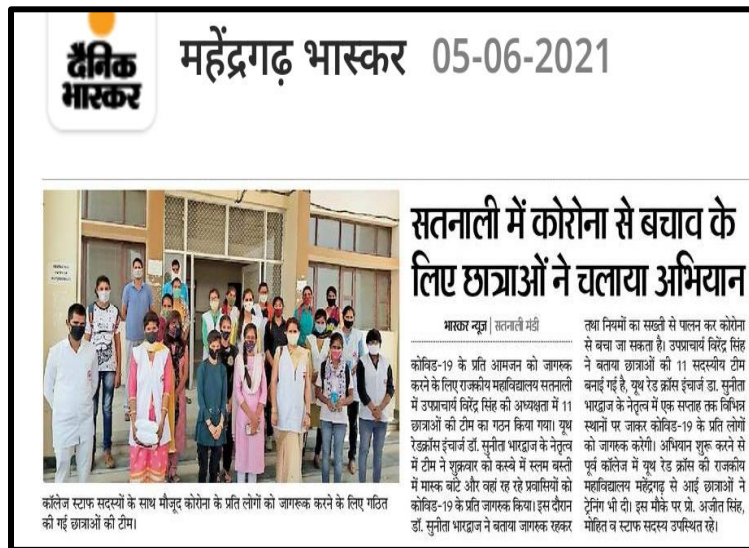 दैनिक
भास्कर
महेंद्रगढ़ भास्कर 05-06-2021
सतनाली में कोरोना से बचाव के
लिए छात्राओं ने चलाया अभियान
भास्कर न्यूज | सतनाली मंडी
कोविड-19 के प्रति आमजन को जागरुक
करने के लिए राजकीय महाविद्यालय सतनाली
में उपप्राचार्य विरेंद्र सिंह की अध्यक्षता में 11
छात्राओं की टीम का गठन किया गया। यूथ
रेडक्रॉस इंचार्ज डॉ. सुनीता भारद्वाज के नेतृत्व
में टीम ने शुक्रवार को कस्बे में स्लम बस्ती
में मास्क बांटे और वहां रह रहे प्रवासियों को
कोविड-19 के प्रति जागरुक किया। इस दौरान
डॉ. सुनीता भारद्वाज ने बताया जागरुक रहकर
तथा नियमों का सख्ती से पालन कर कोरोना
से बचा जा सकता है। उपप्राचार्य विरेंद्र सिंह
ने बताया छात्राओं की 11 सदस्यीय टीम
बनाई गई है, यूथ रेड क्रॉस इंचार्ज डा. सुनीता
भारद्वाज के नेतृत्व में एक सप्ताह तक विभिन्न
स्थानों पर जाकर कोविड-19 के प्रति लोगों
को जागरुक करेगी। अभियान शुरू करने से
पूर्व कॉलेज में यूथ रेड क्रॉस की राजकीय
महाविद्यालय महेंद्रगढ़ से आई छात्राओं ने
ट्रेनिंग भी दी। इस मौके पर प्रो. अजीत सिंह,
मोहित व स्टाफ सदस्य उपस्थित रहे।
कॉलेज स्टाफ सदस्यों के साथ मौजूद कोरोना के प्रति लोगों को जागरूक करने के लिए गठित
की गई छात्राओं की टीम।